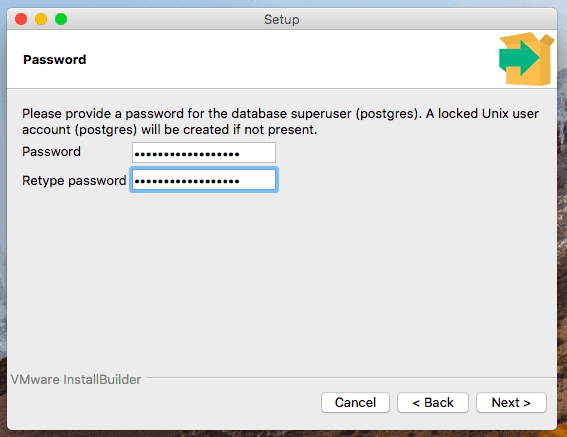 Setup
Password
Please provide a password for the database superuser (postgres). A locked Unix user
account (postgres) will be created if not present.
Password ••••••••••••••••••
Retype password ••••••••••••••••••
VMware InstallBuilder
Cancel < Back Next >